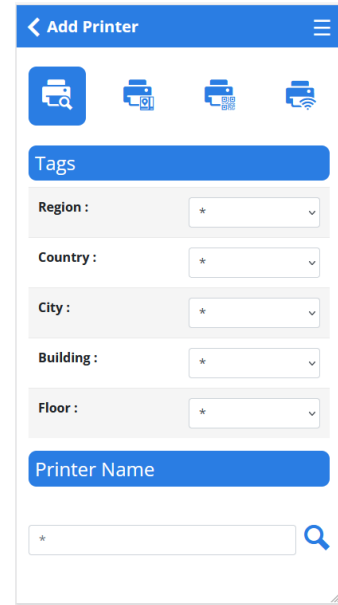 Add Printer
Tags
Region :
*
Country :
*
City :
*
Building :
*
Floor :
*
Printer Name
*